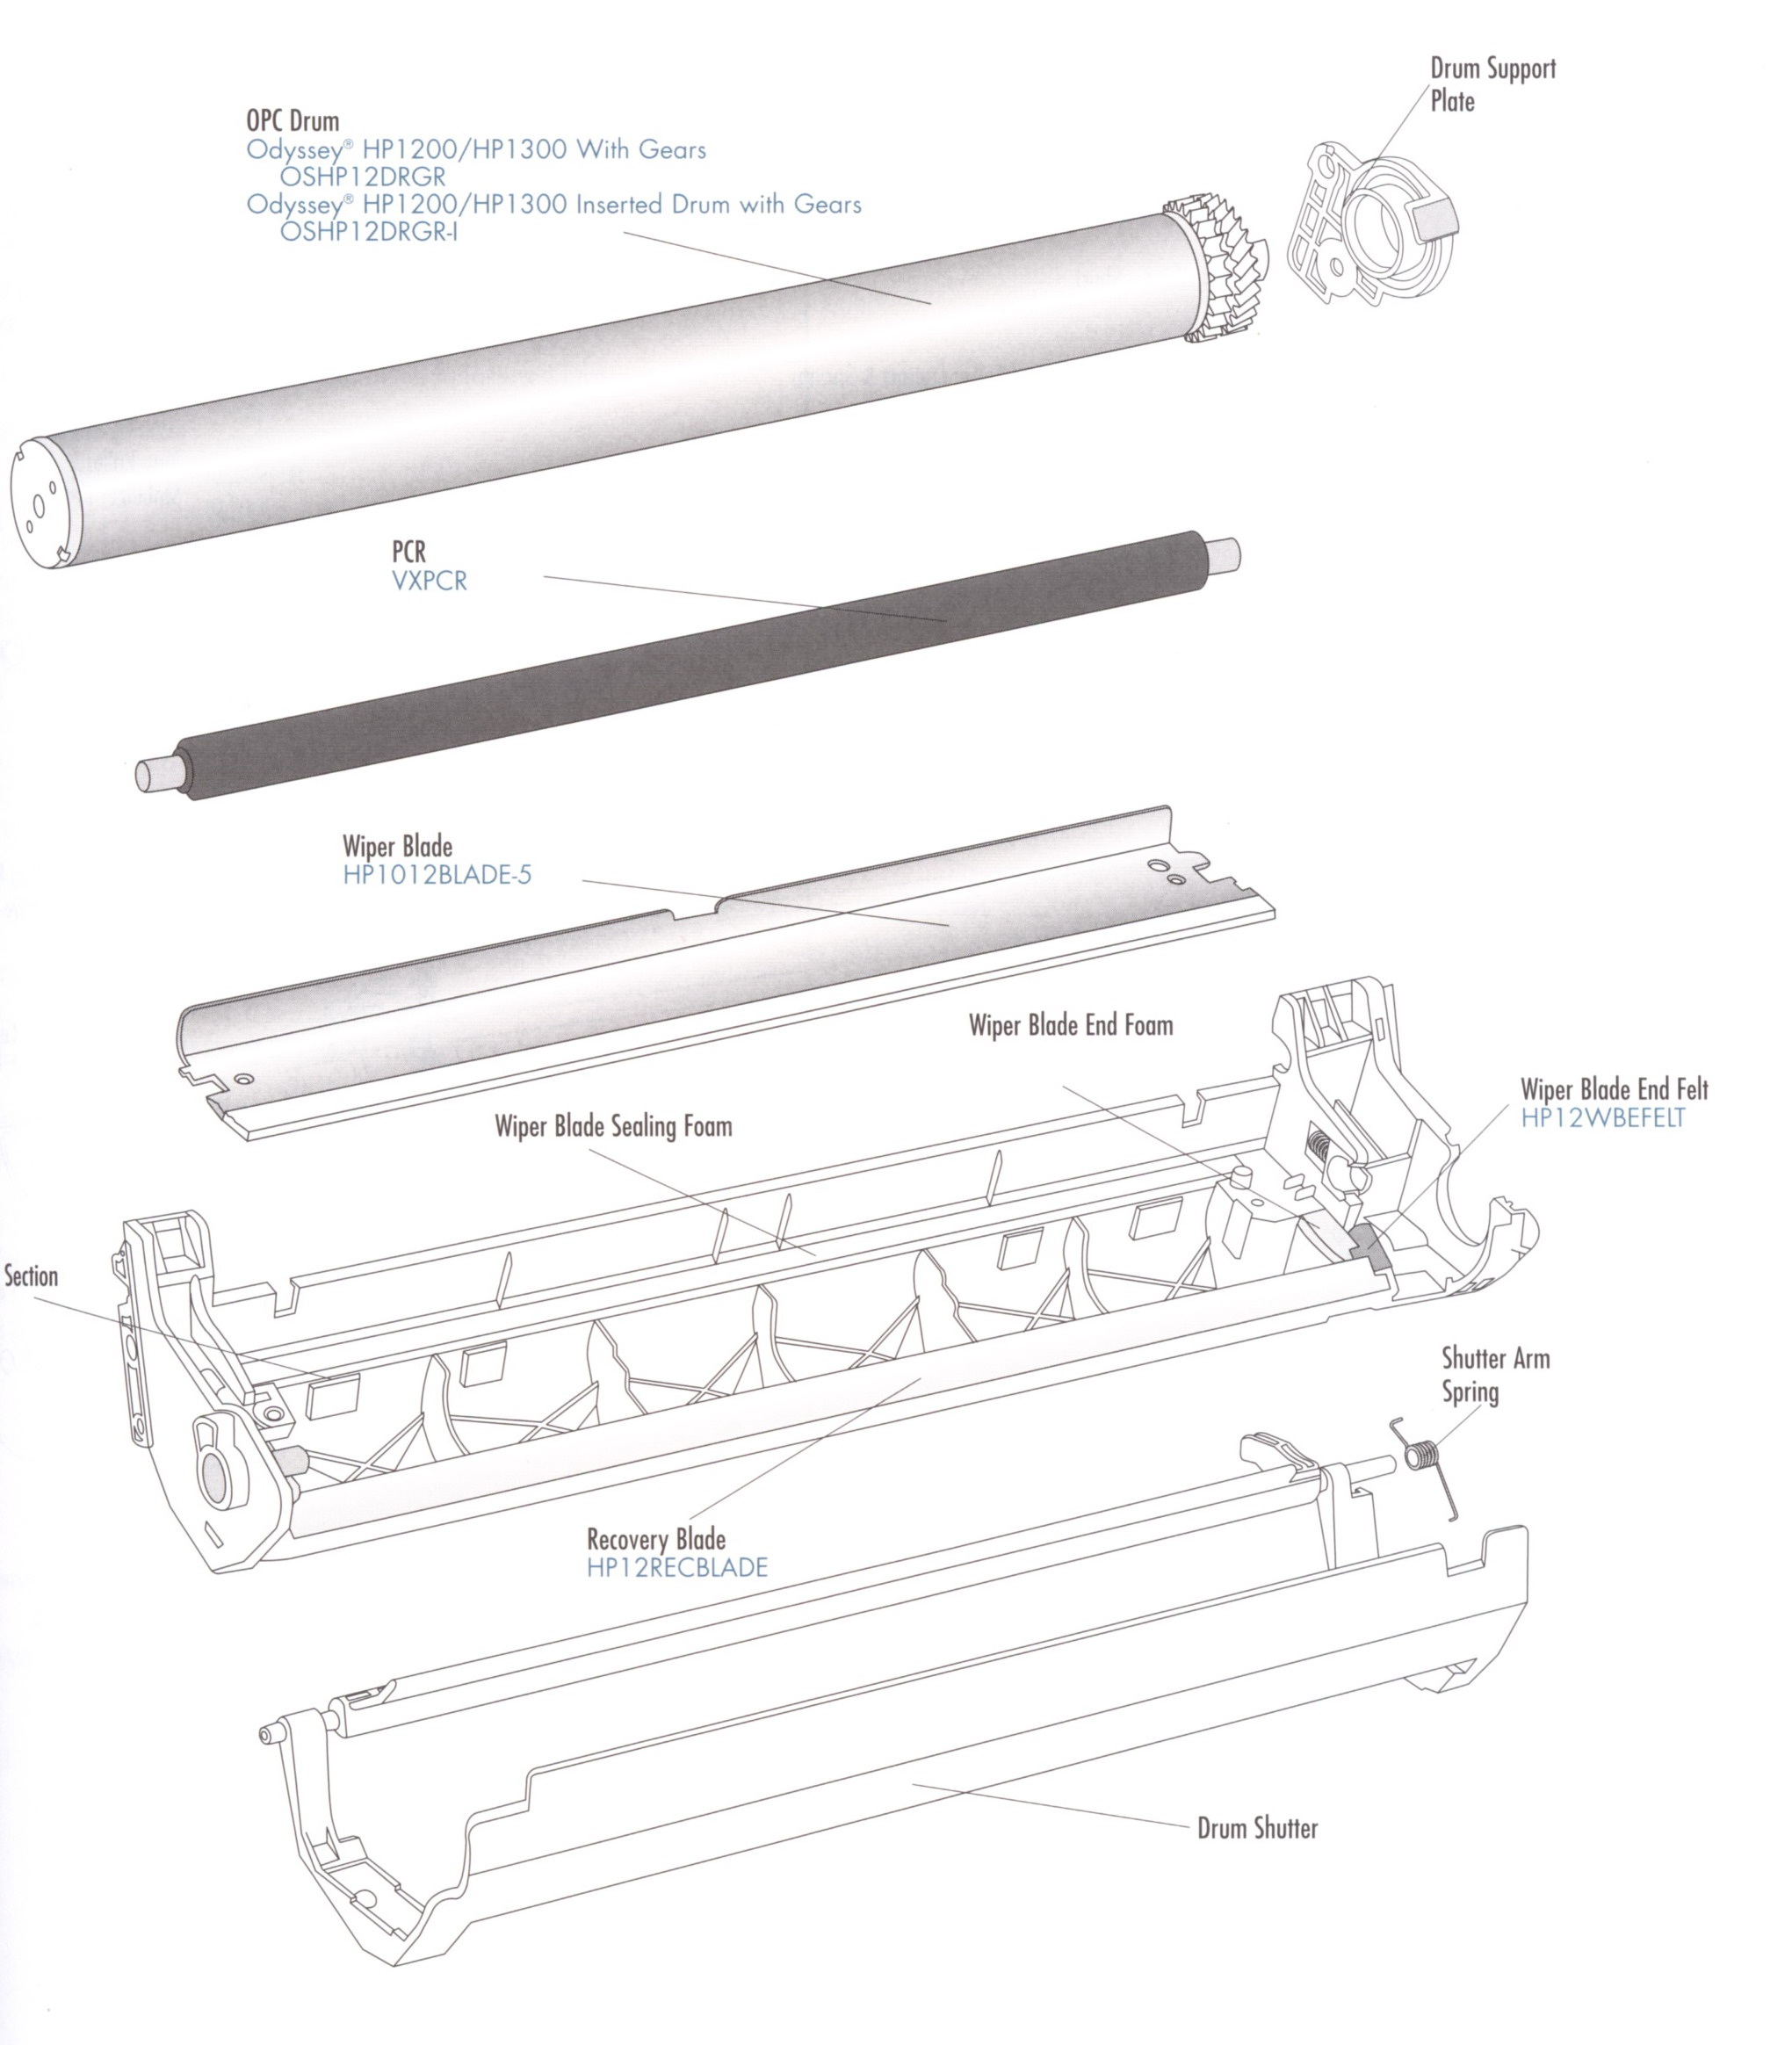 Drum Support
Plate
OPC Drum
Odyssey® HP1200/HP1300 With Gears
OSHP12DRGR
Odyssey® HP1200/HP1300 Inserted Drum with Gears
OSHP12DRGR-I
PCR
VXPCR
Wiper Blade
HP1012BLADE-5
Wiper Blade End Foam
Wiper Blade End Felt
HP12WBEFELT
Wiper Blade Sealing Foam
Section
Shutter Arm
Spring
Recovery Blade
HP12RECBLADE
Drum Shutter